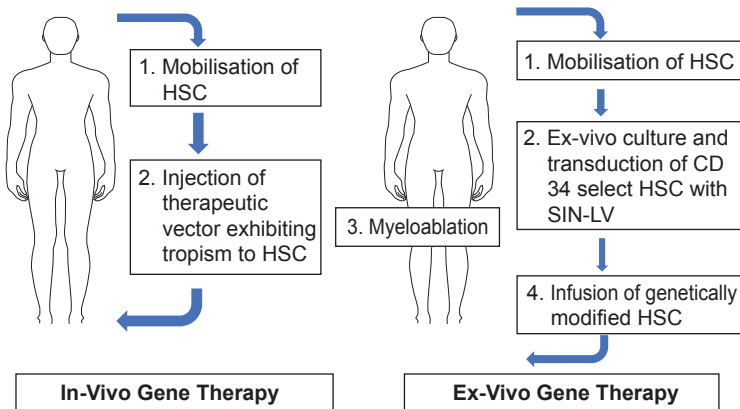 1. Mobilisation of
HSC
2. Injection of
therapeutic
vector exhibiting
tropism to HSC
In-Vivo Gene Therapy
1. Mobilisation of HSC
2. Ex-vivo culture and
transduction of CD
34 select HSC with
SIN-LV
3. Myeloablation
4. Infusion of genetically
modified HSC
Ex-Vivo Gene Therapy